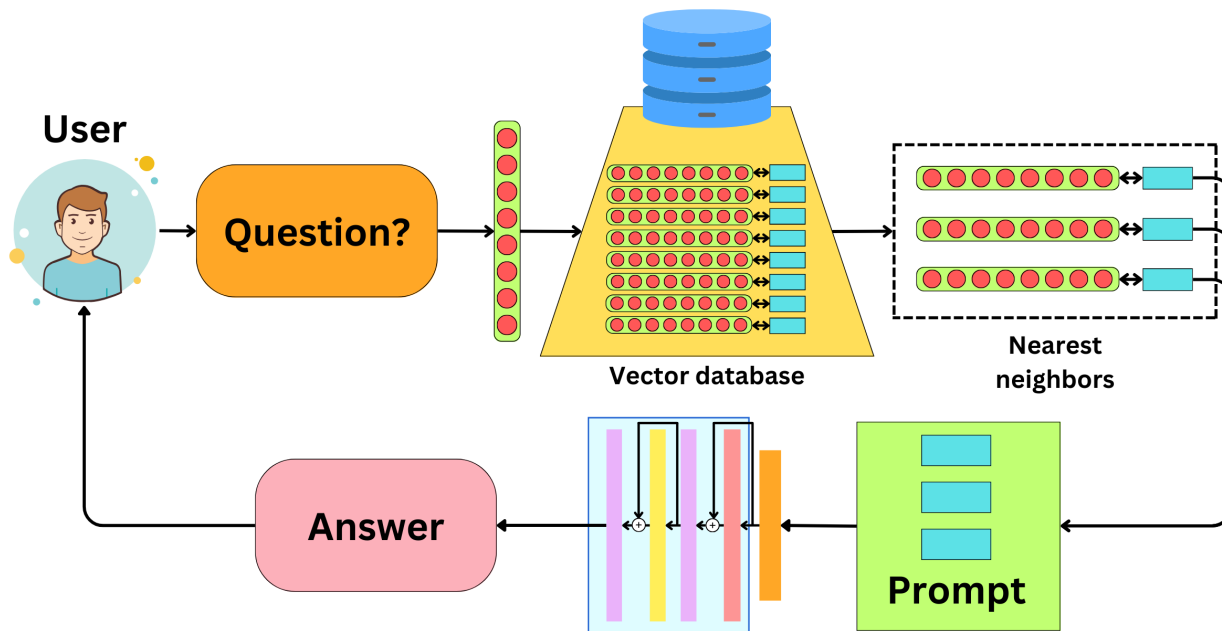 User
Question?
Vector database
Nearest
neighbors
Answer
Prompt
+
+